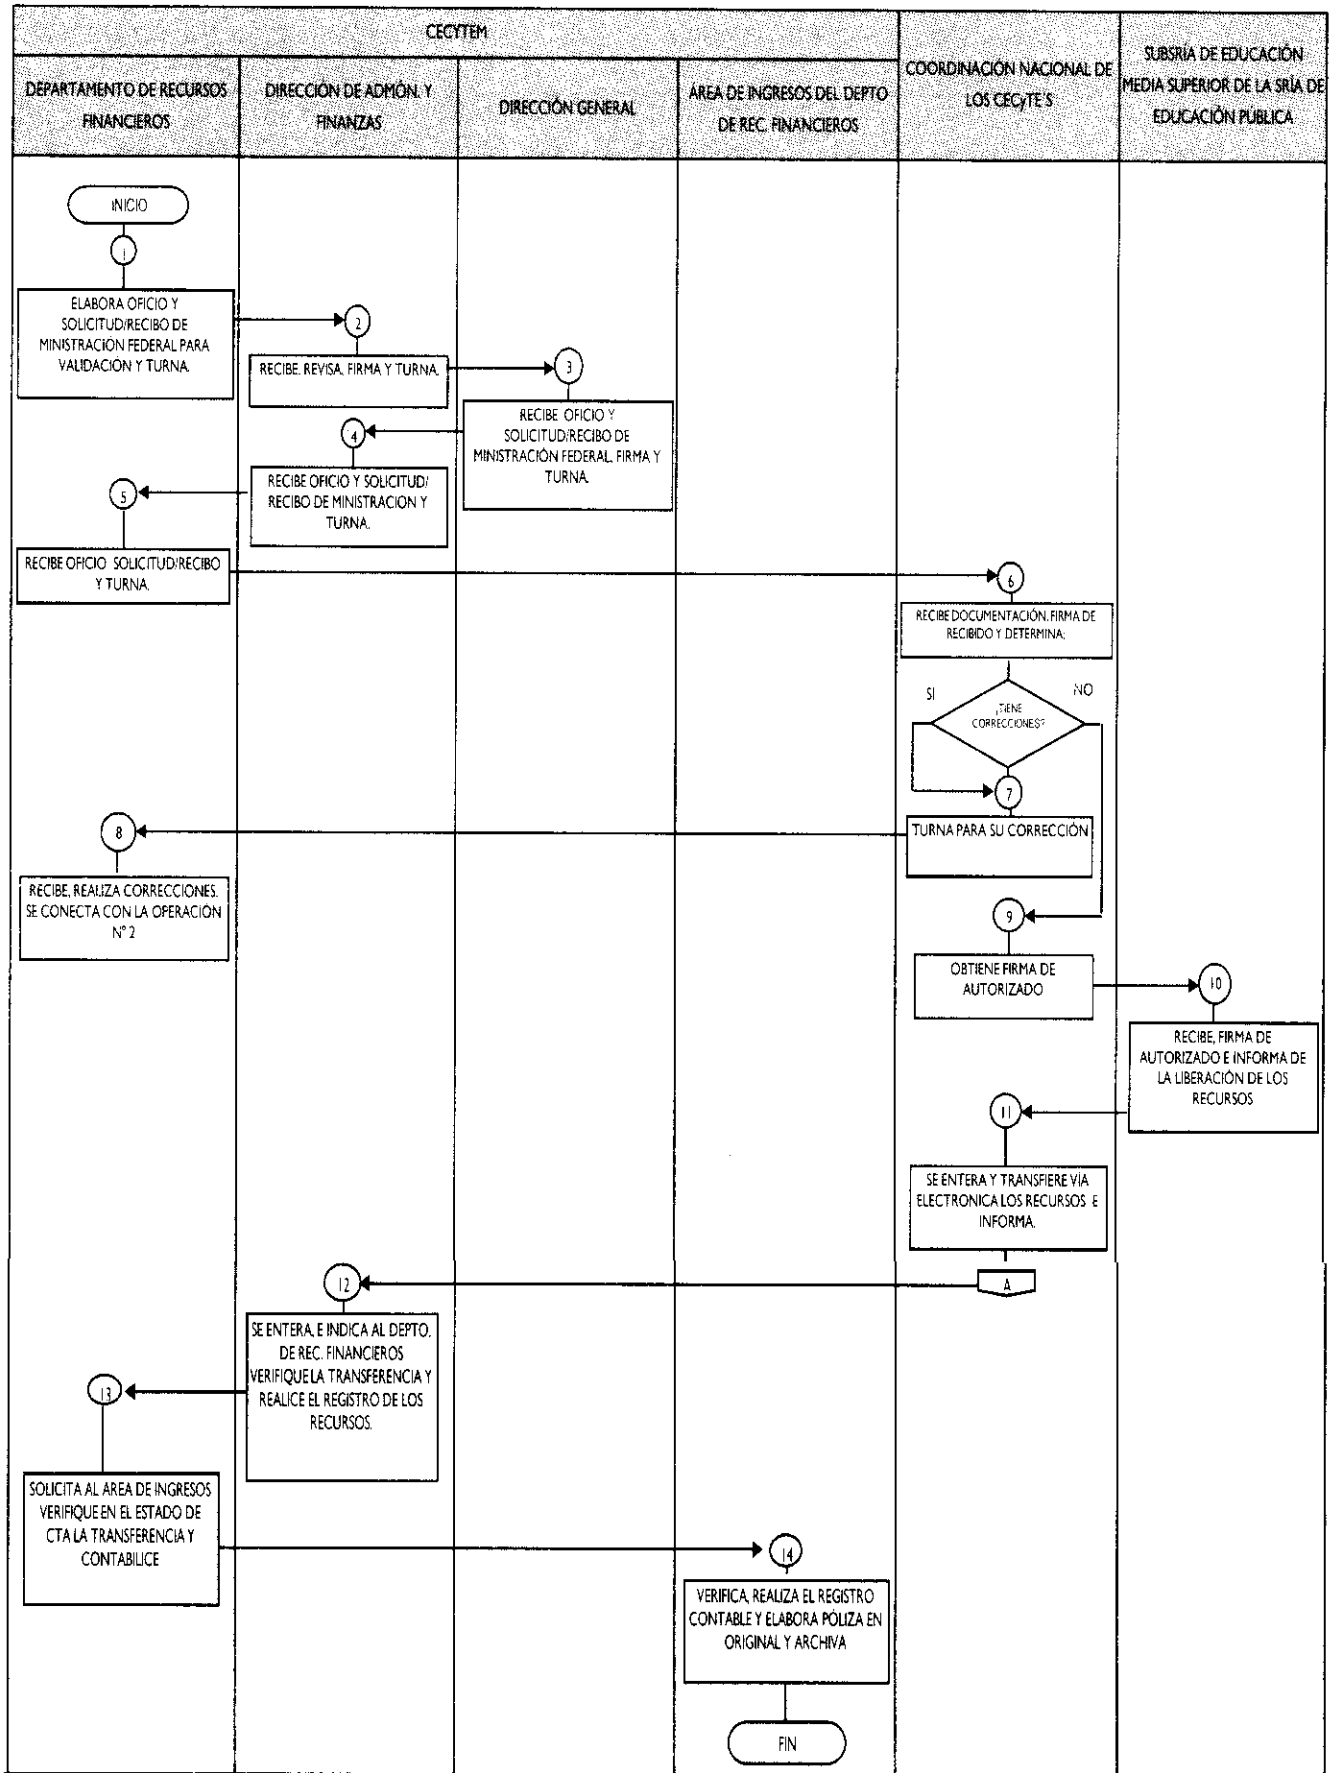 CECYTEM
DEPARTAMENTO DE RECURSOS
FINANCIEROS
DIRECCIÓN DE ADMÓN. Y
FINANZAS
DIRECCIÓN GENERAL
ÁREA DE INGRESOS DEL DEPTO
DE REC. FINANCIEROS
COORDINACIÓN NACIONAL DE
LOS CECyTE'S
SUBSRÍA DE EDUCACIÓN
MEDIA SUPERIOR DE LA SRÍA DE
EDUCACIÓN PÚBLICA
INICIO
1
ELABORA OFICIO Y
SOLICITUD/RECIBO DE
MINISTRACIÓN FEDERAL PARA
VALIDACIÓN Y TURNA.
2
RECIBE, REVISA, FIRMA Y TURNA.
3
RECIBE OFICIO Y
SOLICITUD/RECIBO DE
MINISTRACIÓN FEDERAL, FIRMA Y
TURNA.
4
RECIBE OFICIO Y SOLICITUD/
RECIBO DE MINISTRACION Y
TURNA.
5
RECIBE OFICIO SOLICITUD/RECIBO
Y TURNA.
6
RECIBE DOCUMENTACIÓN, FIRMA DE
RECIBIDO Y DETERMINA:
SI
NO
¿TIENE
CORRECCIONES?
7
TURNA PARA SU CORRECCIÓN
8
RECIBE, REALIZA CORRECCIONES.
SE CONECTA CON LA OPERACIÓN
N° 2
9
OBTIENE FIRMA DE
AUTORIZADO
10
RECIBE, FIRMA DE
AUTORIZADO E INFORMA DE
LA LIBERACIÓN DE LOS
RECURSOS
11
SE ENTERA Y TRANSFIERE VÍA
ELECTRONICA LOS RECURSOS E
INFORMA.
A
12
SE ENTERA, E INDICA AL DEPTO.
DE REC. FINANCIEROS
VERIFIQUE LA TRANSFERENCIA Y
REALICE EL REGISTRO DE LOS
RECURSOS.
13
SOLICITA AL AREA DE INGRESOS
VERIFIQUE EN EL ESTADO DE
CTA LA TRANSFERENCIA Y
CONTABILICE
14
VERIFICA, REALIZA EL REGISTRO
CONTABLE Y ELABORA PÓLIZA EN
ORIGINAL Y ARCHIVA
FIN